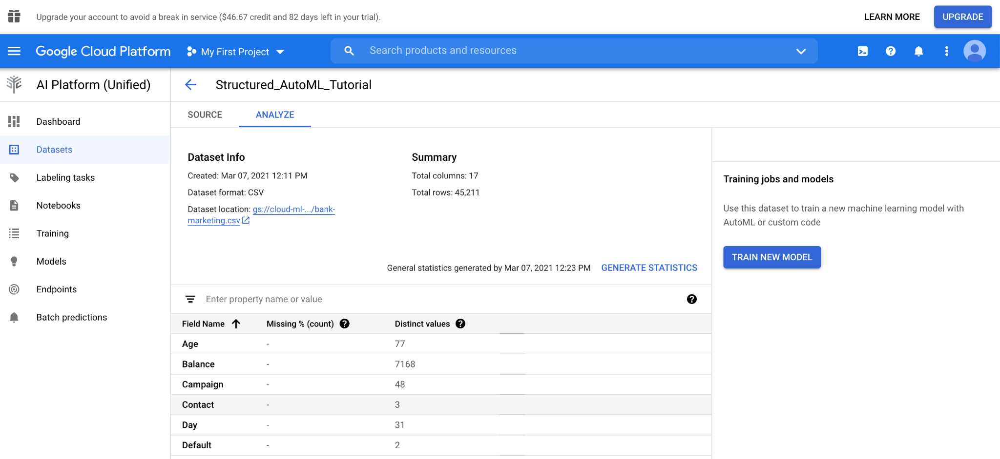 Upgrade your account to avoid a break in service ($46.67 credit and 82 days left in your trial).
LEARN MORE
UPGRADE
Google Cloud Platform
My First Project
Search products and resources
AI Platform (Unified)
Structured_AutoML_Tutorial
Dashboard
Datasets
Labeling tasks
Notebooks
Training
Models
Endpoints
Batch predictions
SOURCE
ANALYZE
Dataset Info
Created: Mar 07, 2021 12:11 PM
Dataset format: CSV
Dataset location: gs://cloud-ml-.../bank-
marketing.csv
Summary
Total columns: 17
Total rows: 45,211
General statistics generated by Mar 07, 2021 12:23 PM
GENERATE STATISTICS
Enter property name or value
Field Name Missing % (count) Distinct values
Age - 77
Balance - 7168
Campaign - 48
Contact - 3
Day - 31
Default - 2
Training jobs and models
Use this dataset to train a new machine learning model with
AutoML or custom code
TRAIN NEW MODEL